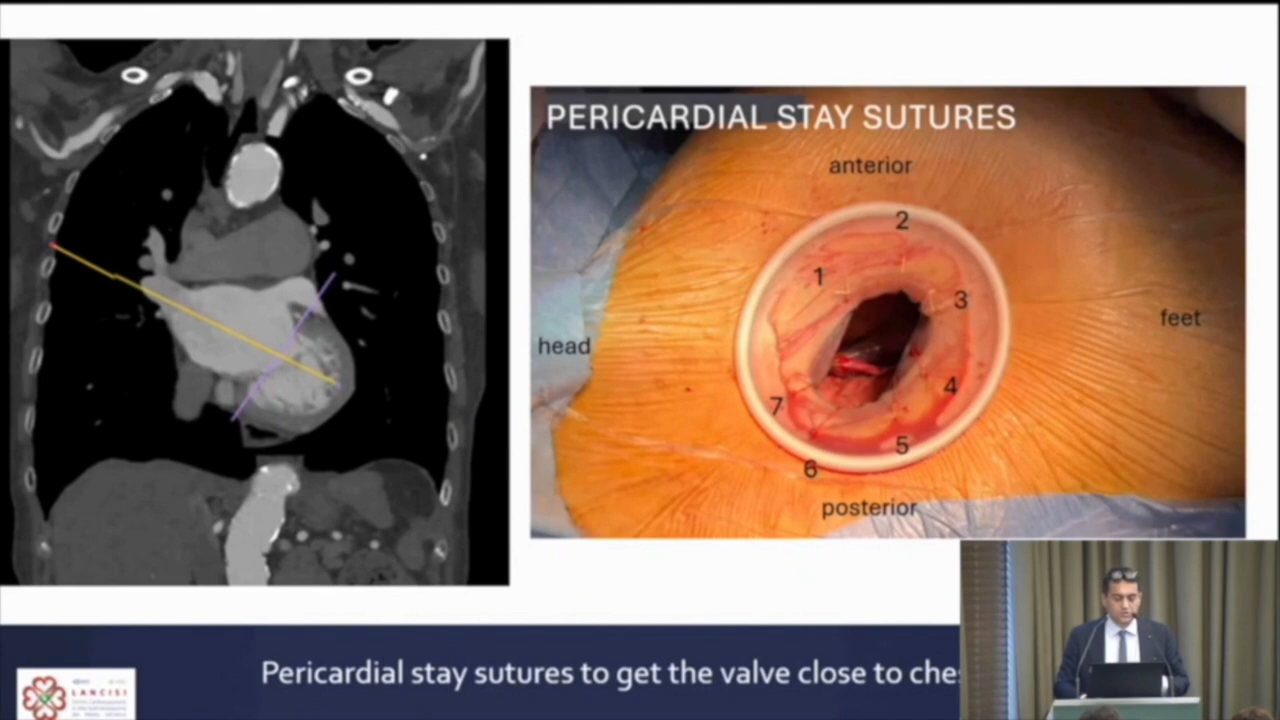 PERICARDIAL STAY SUTURES
anterior
2
1
3
head
feet
4
7
5
6
posterior
Pericardial stay sutures to get the valve close to ches
LANCISI